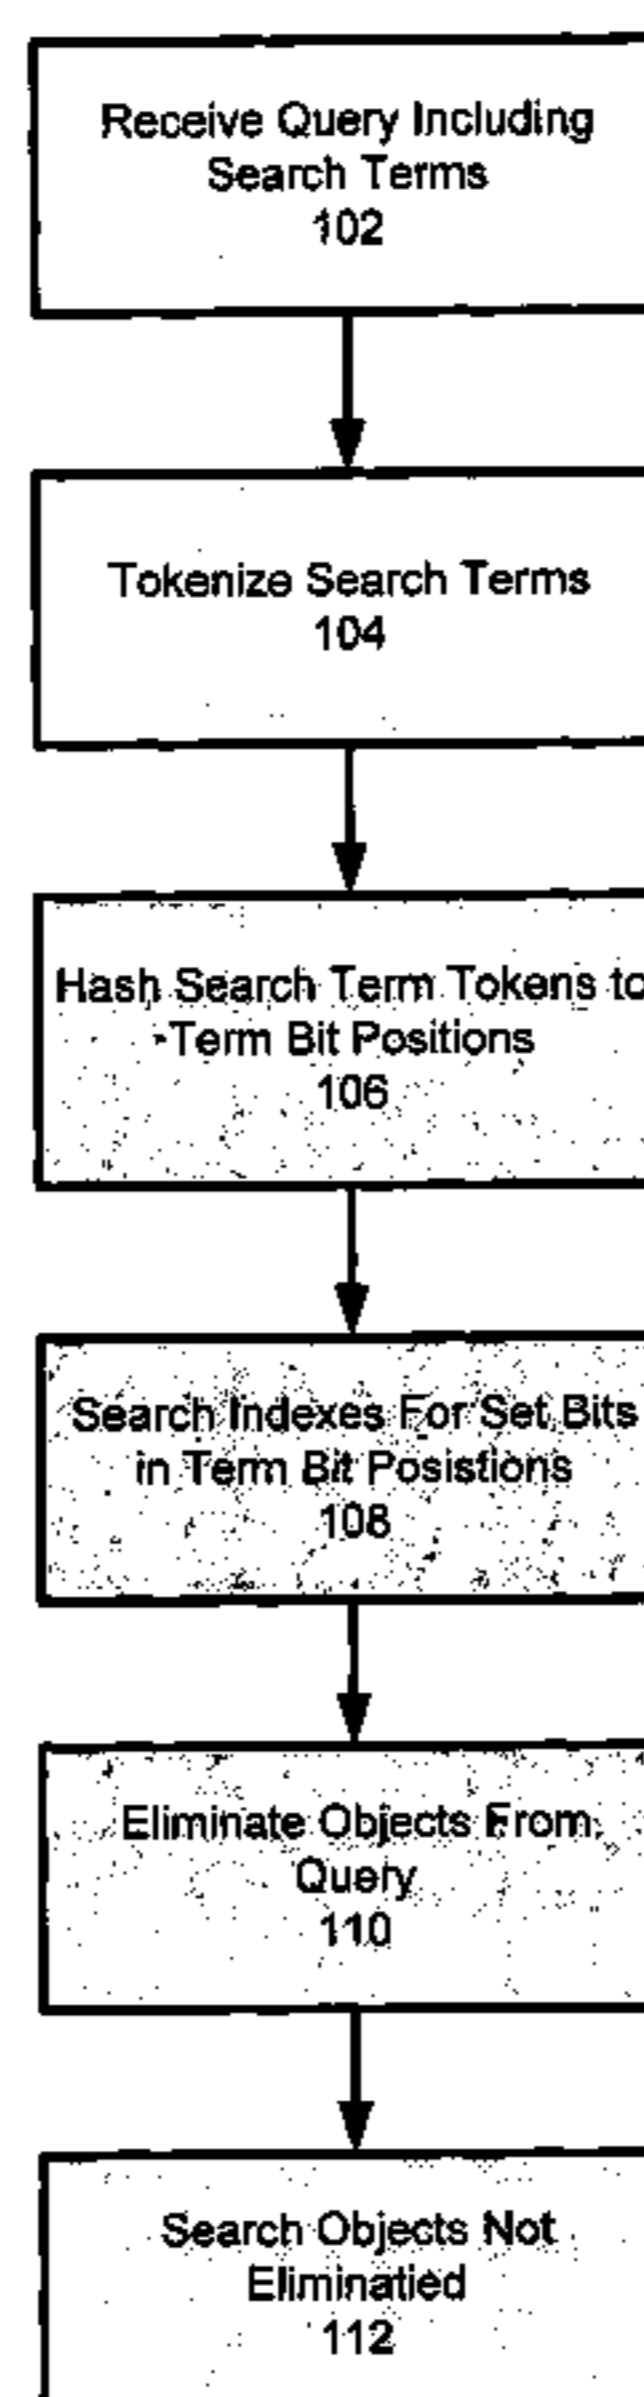 Receive Query Including
Search Terms
102
Tokenize Search Terms
104
Hash Search Term Tokens to
Term Bit Positions
106
Search Indexes For Set Bits
in Term Bit Posistions
108
Eliminate Objects From
Query
110
Search Objects Not
Eliminatied
112